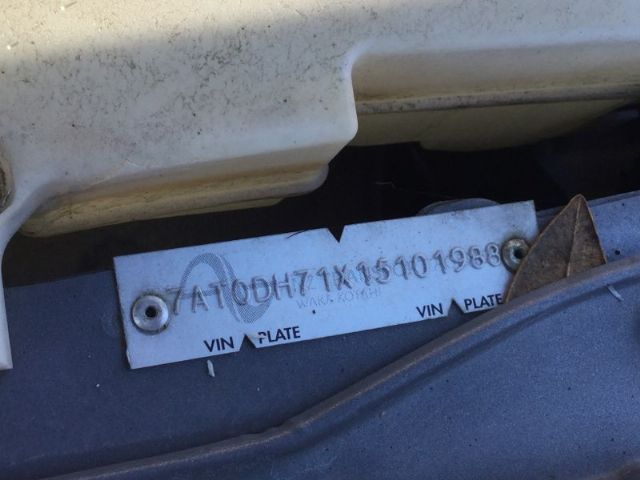 7AT0DH71X15101988
WAKA KOTAHI
VIN PLATE VIN PLATE